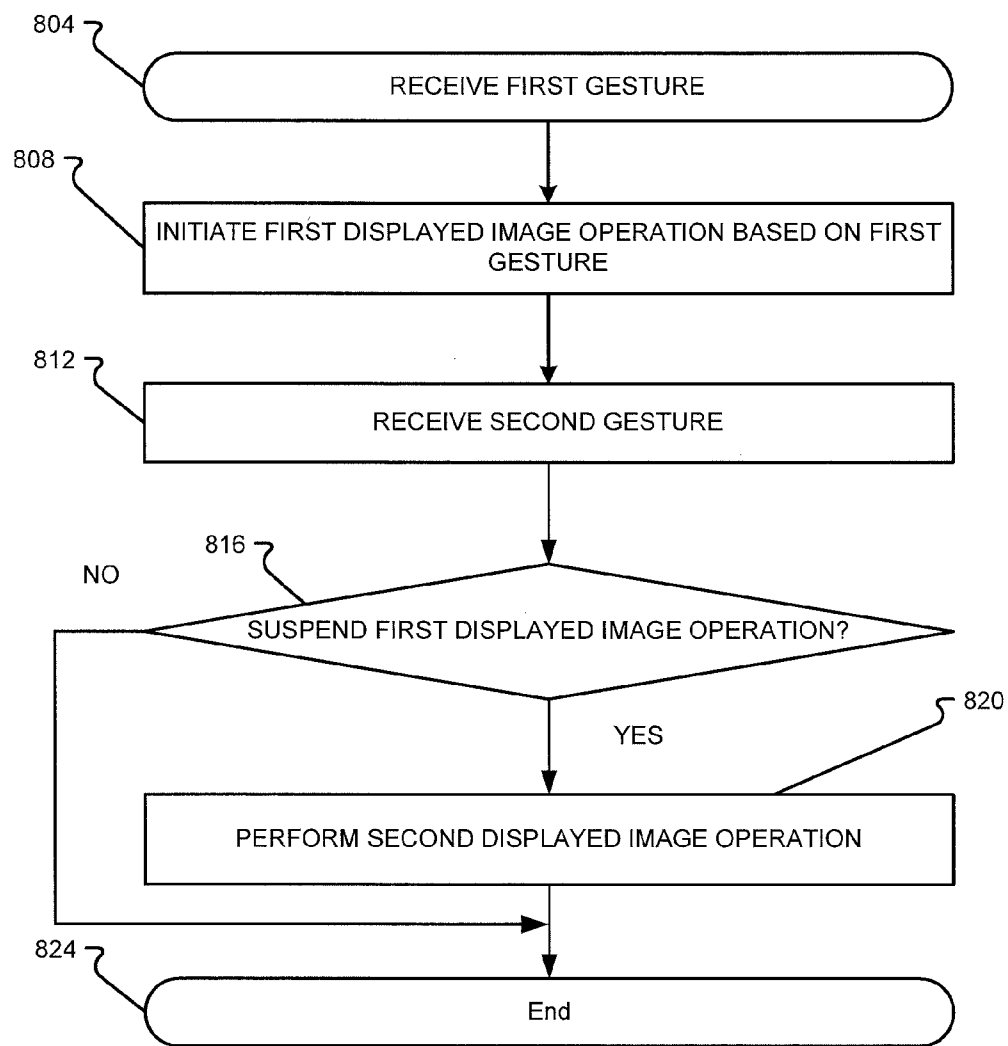 804
RECEIVE FIRST GESTURE
808
INITIATE FIRST DISPLAYED IMAGE OPERATION BASED ON FIRST
GESTURE
812
RECEIVE SECOND GESTURE
816
NO
SUSPEND FIRST DISPLAYED IMAGE OPERATION?
820
YES
PERFORM SECOND DISPLAYED IMAGE OPERATION
824
End